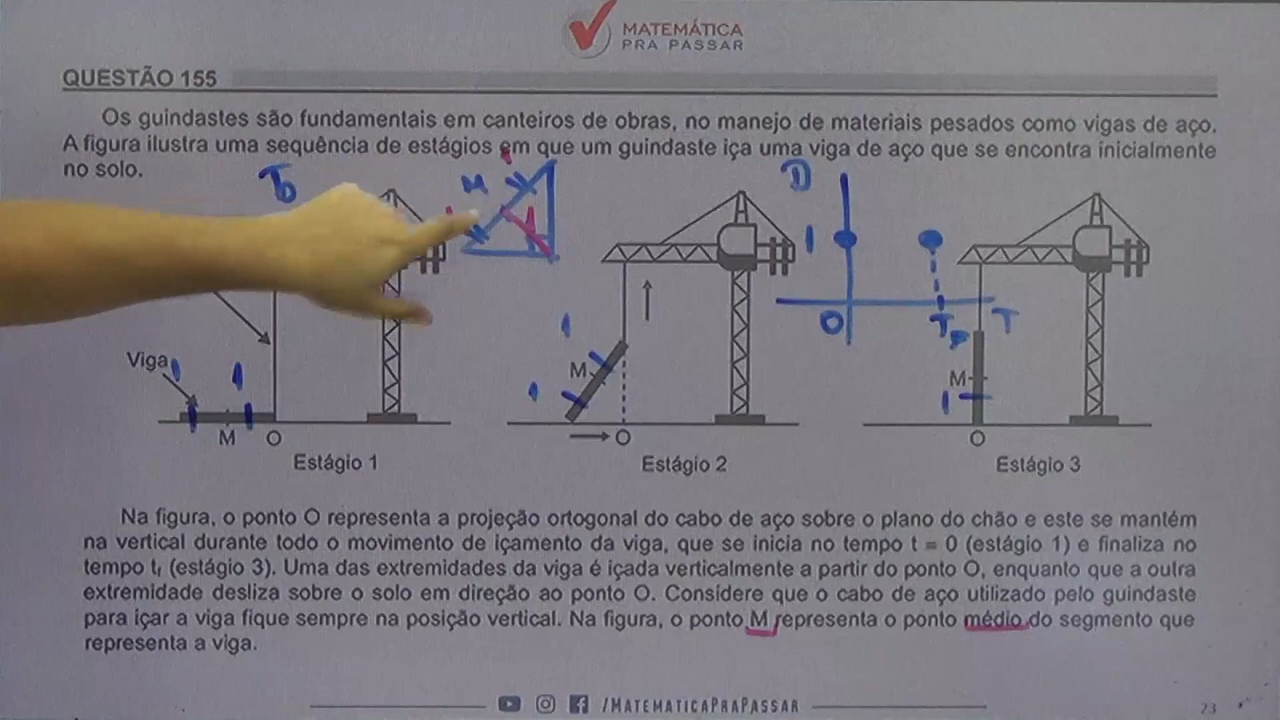 MATEMÁTICA
PRA PASSAR
QUESTÃO 155
Os guindastes são fundamentais em canteiros de obras, no manejo de materiais pesados como vigas de aço.
A figura ilustra uma sequência de estágios em que um guindaste iça uma viga de aço que se encontra inicialmente
no solo.
M
D
1
O
T
Viga
1
M
O
Estágio 1
1
1
M
O
Estágio 2
M
1
O
Estágio 3
Na figura, o ponto O representa a projeção ortogonal do cabo de aço sobre o plano do chão e este se mantém
na vertical durante todo o movimento de içamento da viga, que se inicia no tempo t = 0 (estágio 1) e finaliza no
tempo tf (estágio 3). Uma das extremidades da viga é içada verticalmente a partir do ponto O, enquanto que a outra
extremidade desliza sobre o solo em direção ao ponto O. Considere que o cabo de aço utilizado pelo guindaste
para içar a viga fique sempre na posição vertical. Na figura, o ponto M representa o ponto médio do segmento que
representa a viga.
/MATEMATICAPRAPASSAR
23